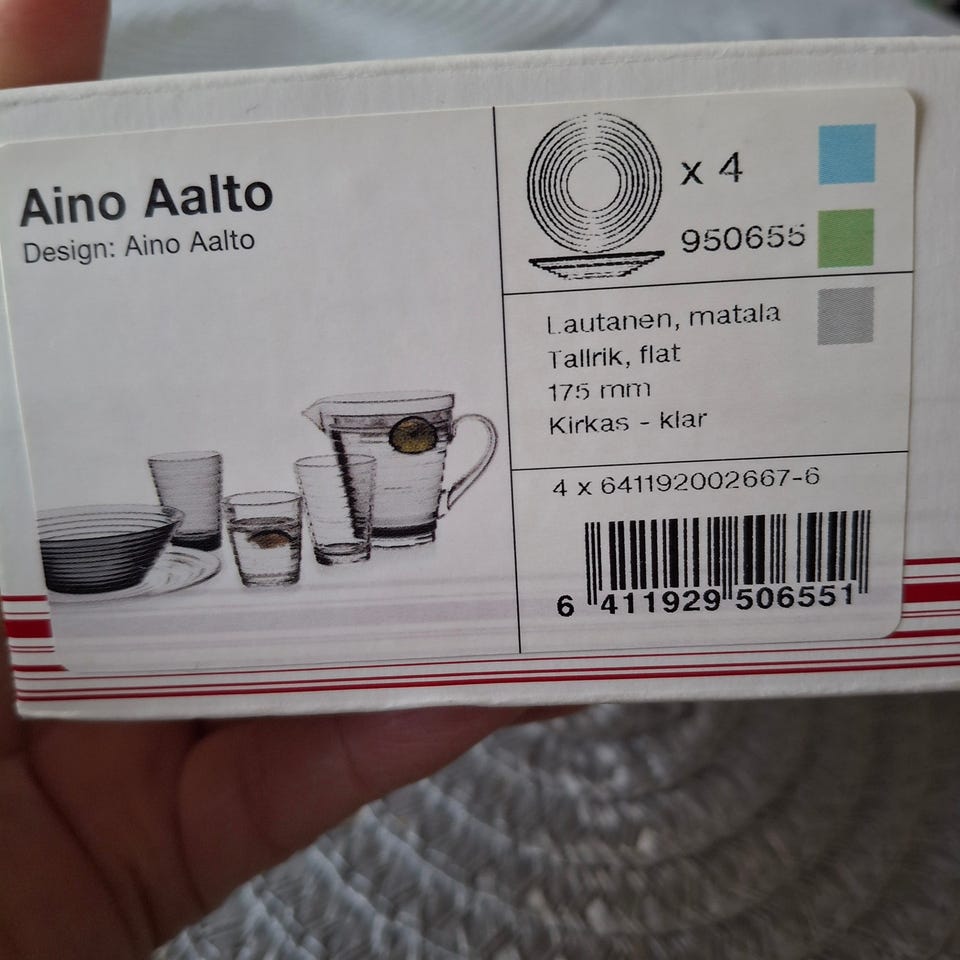 Aino Aalto
Design: Aino Aalto
x 4
950655
Lautanen, matala
Tallrik, flat
175 mm
Kirkas - klar
4 x 641192002667-6
6 411929 506551